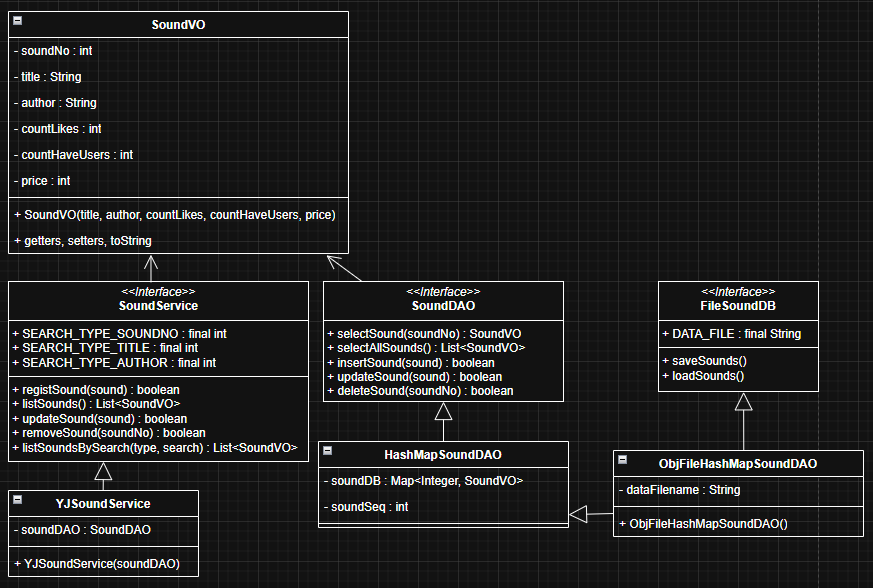 SoundVO
- soundNo : int
- title : String
- author : String
- countLikes : int
- countHaveUsers : int
- price : int
+ SoundVO(title, author, countLikes, countHaveUsers, price)
+ getters, setters, toString
<<Interface>>
SoundService
+ SEARCH_TYPE_SOUNDNO : final int
+ SEARCH_TYPE_TITLE : final int
+ SEARCH_TYPE_AUTHOR : final int
+ registSound(sound) : boolean
+ listSounds() : List<SoundVO>
+ updateSound(sound) : boolean
+ removeSound(soundNo) : boolean
+ listSoundsBySearch(type, search) : List<SoundVO>
<<Interface>>
SoundDAO
+ selectSound(soundNo) : SoundVO
+ selectAllSounds() : List<SoundVO>
+ insertSound(sound) : boolean
+ updateSound(sound) : boolean
+ deleteSound(soundNo) : boolean
<<Interface>>
FileSoundDB
+ DATA_FILE : final String
+ saveSounds()
+ loadSounds()
YJSoundService
- soundDAO : SoundDAO
+ YJSoundService(soundDAO)
HashMapSoundDAO
- soundDB : Map<Integer, SoundVO>
- soundSeq : int
ObjFileHashMapSoundDAO
- dataFilename : String
+ ObjFileHashMapSoundDAO()